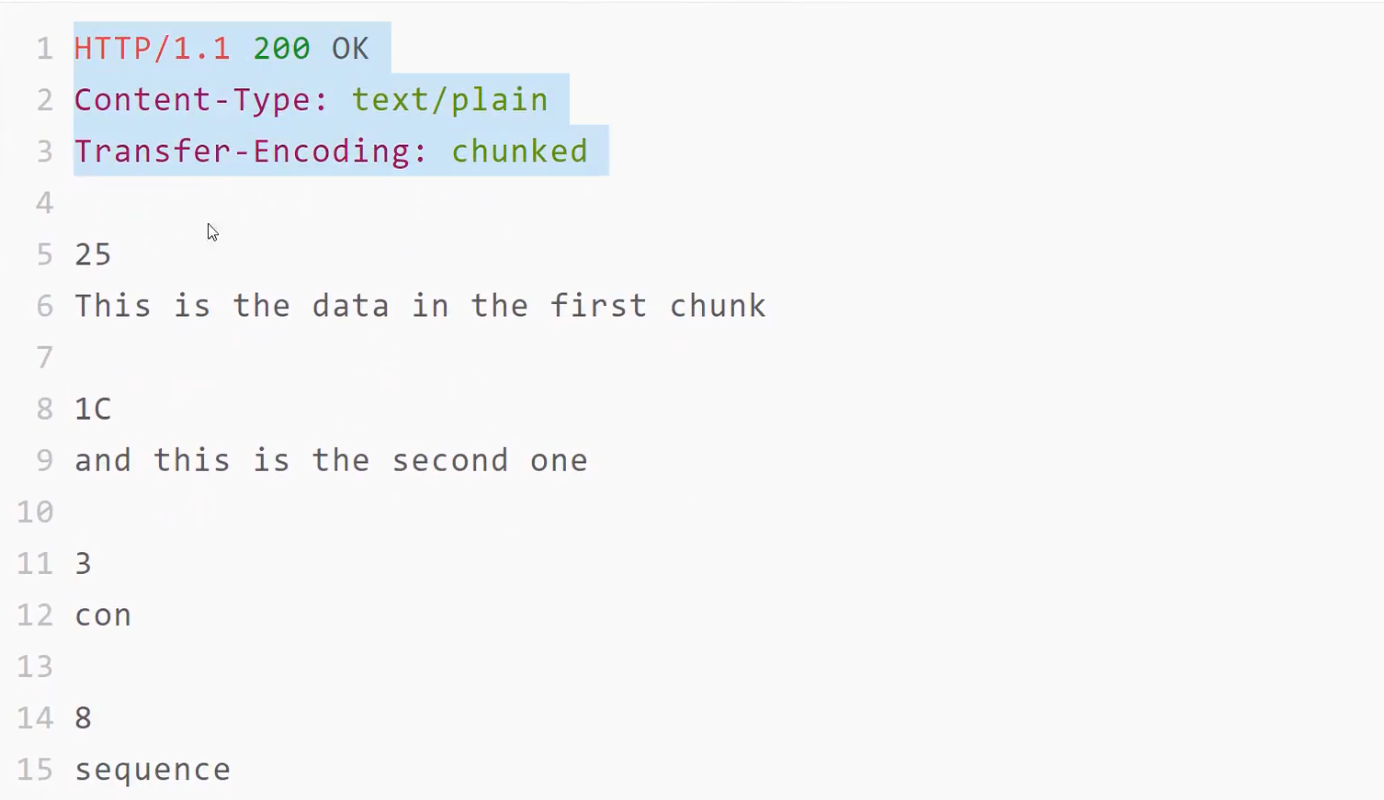 1 HTTP/1.1 200 OK
2 Content-Type: text/plain
3 Transfer-Encoding: chunked
4
5 25
6 This is the data in the first chunk
7
8 1C
9 and this is the second one
10
11 3
12 con
13
14 8
15 sequence